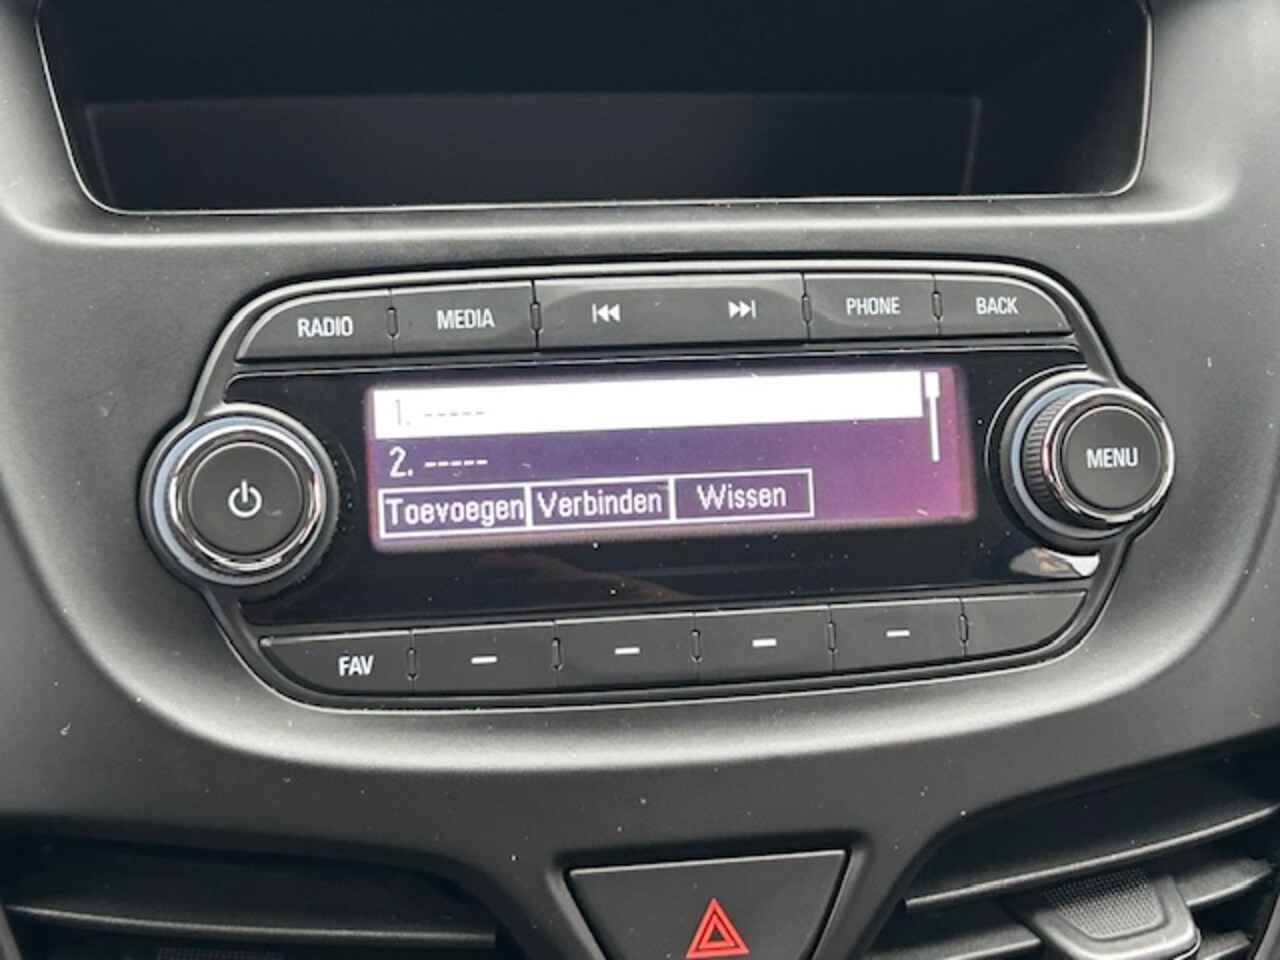 RADIO MEDIA PHONE BACK
1. -----
2. -----
MENU
Toevoegen Verbinden Wissen
FAV